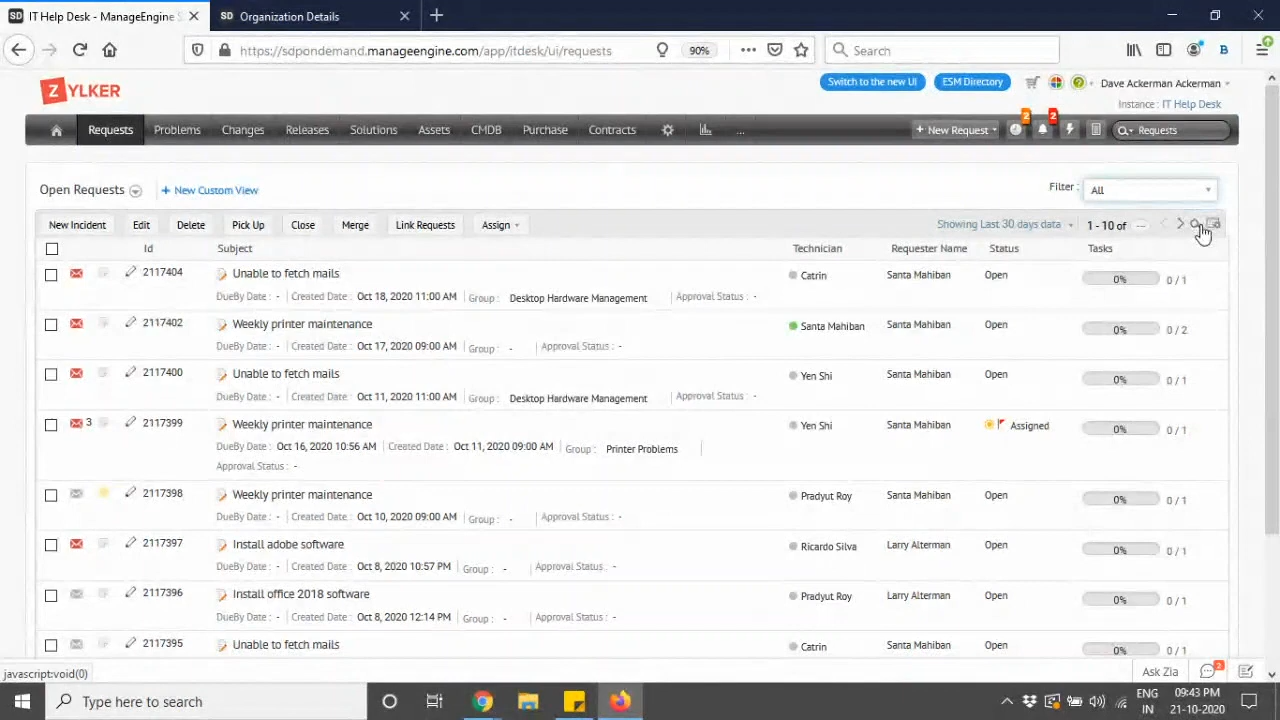 IT Help Desk - ManageEngine S
Organization Details
https://sdpondemand.manageengine.com/app/itdesk/ui/requests
90%
Search
ZYLKER
Switch to the new UI
ESM Directory
Dave Ackerman Ackerman
Instance : IT Help Desk
Requests
Problems
Changes
Releases
Solutions
Assets
CMDB
Purchase
Contracts
...
+ New Request
2
2
Requests
Open Requests
+ New Custom View
Filter :
All
New Incident
Edit
Delete
Pick Up
Close
Merge
Link Requests
Assign
Showing Last 30 days data
1 - 10 of
Id
Subject
Technician
Requester Name
Status
Tasks
2117404
Unable to fetch mails
Catrin
Santa Mahiban
Open
0%
0 / 1
DueBy Date : - Created Date : Oct 18, 2020 11:00 AM Group : Desktop Hardware Management Approval Status : -
2117402
Weekly printer maintenance
Santa Mahiban
Santa Mahiban
Open
0%
0 / 2
DueBy Date : - Created Date : Oct 17, 2020 09:00 AM Group : - Approval Status : -
2117400
Unable to fetch mails
Yen Shi
Santa Mahiban
Open
0%
0 / 1
DueBy Date : - Created Date : Oct 11, 2020 11:00 AM Group : Desktop Hardware Management Approval Status : -
3
2117399
Weekly printer maintenance
Yen Shi
Santa Mahiban
Assigned
0%
0 / 1
DueBy Date : Oct 16, 2020 10:56 AM Created Date : Oct 11, 2020 09:00 AM Group : Printer Problems
Approval Status : -
2117398
Weekly printer maintenance
Pradyut Roy
Santa Mahiban
Open
0%
0 / 1
DueBy Date : - Created Date : Oct 10, 2020 09:00 AM Group : - Approval Status : -
2117397
Install adobe software
Ricardo Silva
Larry Alterman
Open
0%
0 / 1
DueBy Date : - Created Date : Oct 8, 2020 10:57 PM Group : - Approval Status : -
2117396
Install office 2018 software
Pradyut Roy
Larry Alterman
Open
0%
0 / 1
DueBy Date : - Created Date : Oct 8, 2020 12:14 PM Group : - Approval Status : -
2117395
Unable to fetch mails
Catrin
Santa Mahiban
Open
0%
0 / 1
javascript:void(0)
Ask Zia
2
Type here to search
ENG
IN
09:43 PM
21-10-2020